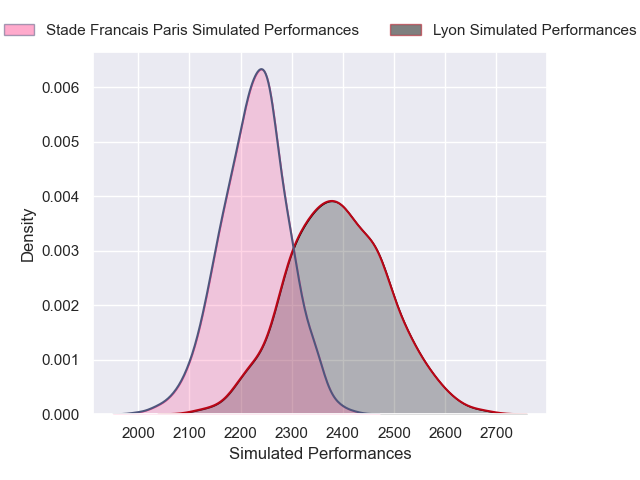 Stade Francais Paris Simulated Performances
Lyon Simulated Performances
0.006
0.005
0.004
0.003
0.002
0.001
0.000
Density
2000 2100 2200 2300 2400 2500 2600 2700
Simulated Performances